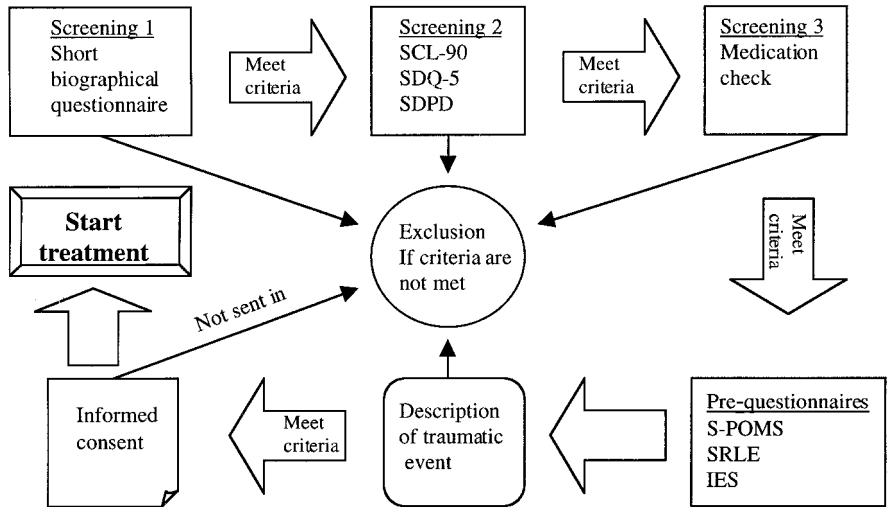 Screening 1
Short
biographical
questionnaire
Meet
criteria
Screening 2
SCL-90
SDQ-5
SDPD
Meet
criteria
Screening 3
Medication
check
Start
treatment
Exclusion
If criteria are
not met
Meet
criteria
Not sent in
Informed
consent
Meet
criteria
Description
of traumatic
event
Pre-questionnaires
S-POMS
SRLE
IES